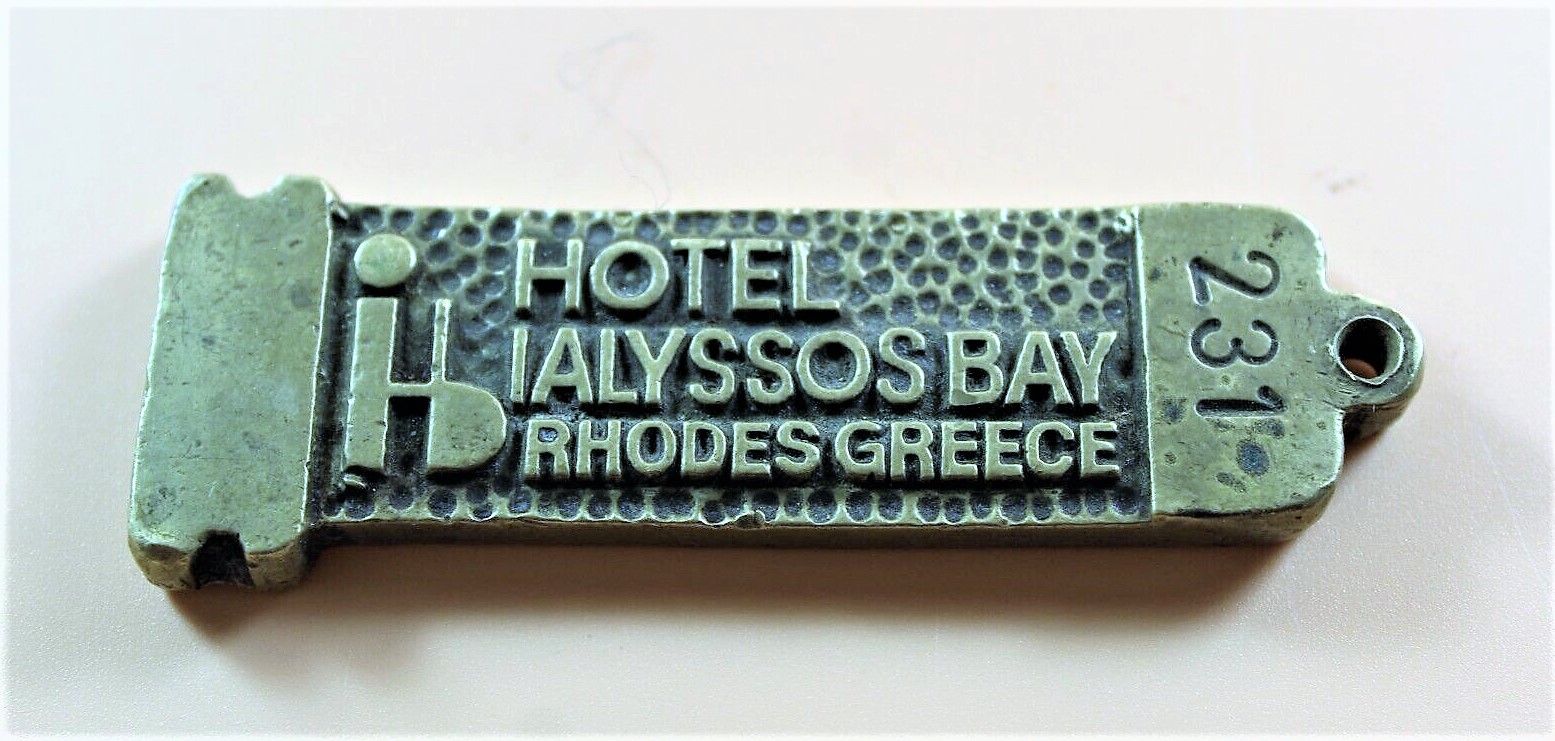 HOTEL
IALYSSOS BAY
RHODES GREECE
231